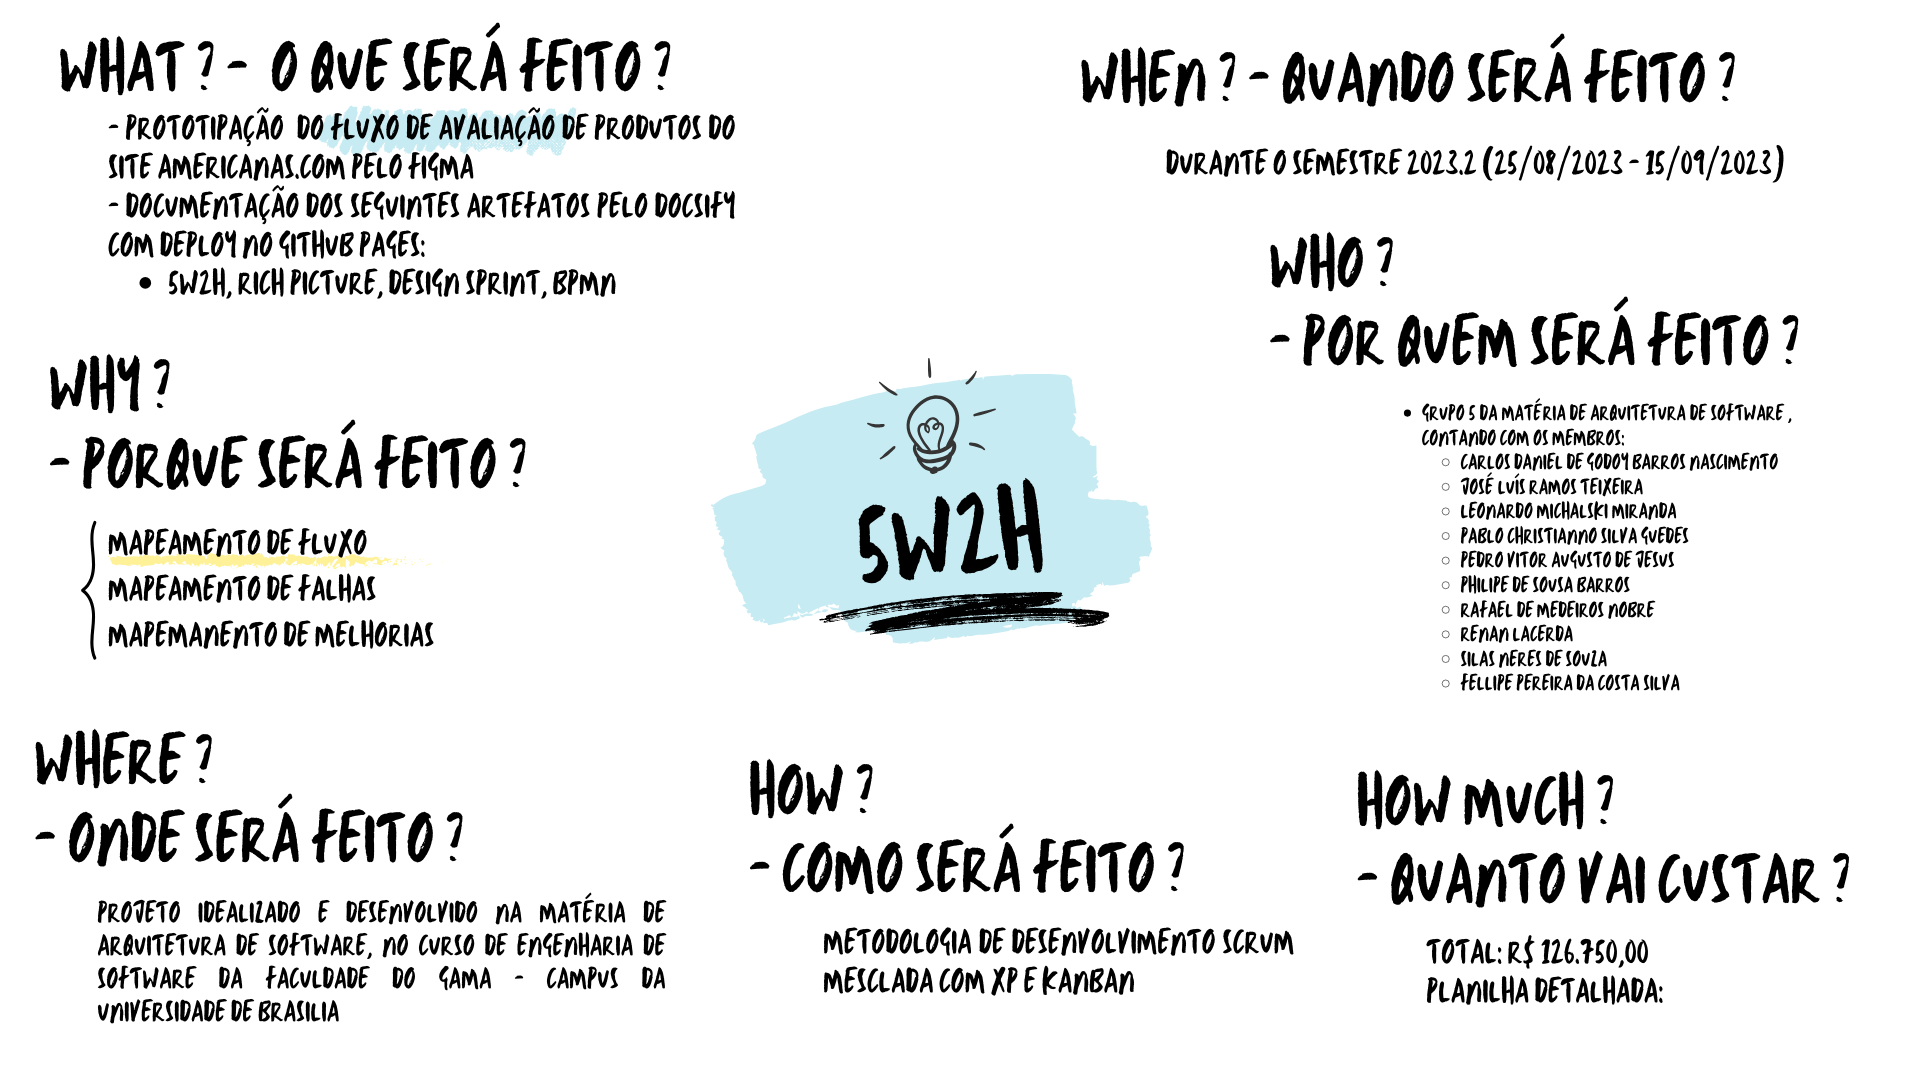 WHAT ? - O QUE SERÁ FEITO ?
- PROTOTIPAÇÃO DO FLUXO DE AVALIAÇÃO DE PRODUTOS DO
SITE AMERICANAS.COM PELO FIGMA
- DOCUMENTAÇÃO DOS SEGUINTES ARTEFATOS PELO DOCSIFY
COM DEPLOY NO GITHUB PAGES:
• 5W2H, RICH PICTURE, DESIGN SPRINT, BPMN
WHY ?
- PORQUE SERÁ FEITO ?
MAPEAMENTO DE FLUXO
MAPEAMENTO DE FALHAS
MAPEMANENTO DE MELHORIAS
WHERE ?
- ONDE SERÁ FEITO ?
PROJETO IDEALIZADO E DESENVOLVIDO NA MATÉRIA DE
ARQUITETURA DE SOFTWARE, NO CURSO DE ENGENHARIA DE
SOFTWARE DA FACULDADE DO GAMA - CAMPUS DA
UNIVERSIDADE DE BRASILIA
5W2H
HOW ?
- COMO SERÁ FEITO ?
METODOLOGIA DE DESENVOLVIMENTO SCRUM
MESCLADA COM XP E KANBAN
WHEN ? - QUANDO SERÁ FEITO ?
DURANTE O SEMESTRE 2023.2 (25/08/2023 - 15/09/2023)
WHO ?
- POR QUEM SERÁ FEITO ?
• GRUPO 5 DA MATÉRIA DE ARQUITETURA DE SOFTWARE ,
CONTANDO COM OS MEMBROS:
○ CARLOS DANIEL DE GODOY BARROS NASCIMENTO
○ JOSÉ LUÍS RAMOS TEIXEIRA
○ LEONARDO MICHALSKI MIRANDA
○ PABLO CHRISTIANNO SILVA GUEDES
○ PEDRO VITOR AUGUSTO DE JESUS
○ PHILIPE DE SOUSA BARROS
○ RAFAEL DE MEDEIROS NOBRE
○ RENAN LACERDA
○ SILAS NERES DE SOUZA
○ FELLIPE PEREIRA DA COSTA SILVA
HOW MUCH ?
- QUANTO VAI CUSTAR ?
TOTAL: R$ 126.750,00
PLANILHA DETALHADA: